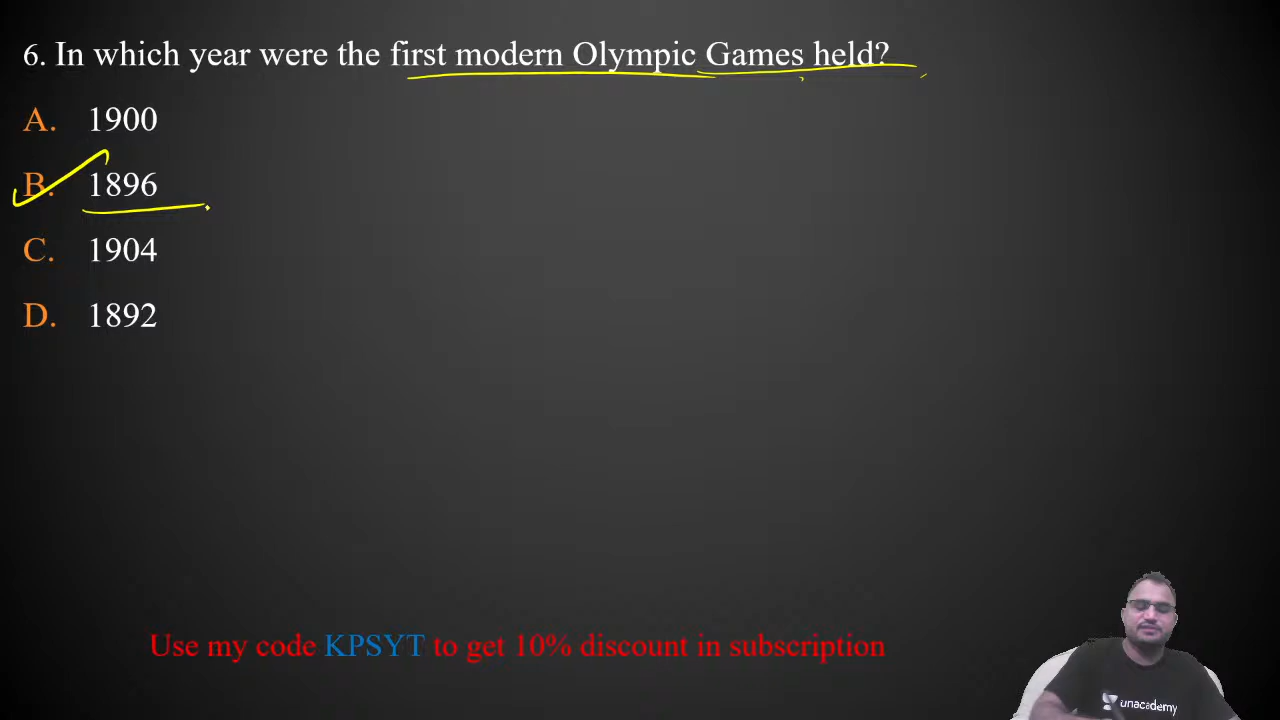 6. In which year were the first modern Olympic Games held?
A. 1900
B. 1896
C. 1904
D. 1892
Use my code KPSYT to get 10% discount in subscription
unacademy